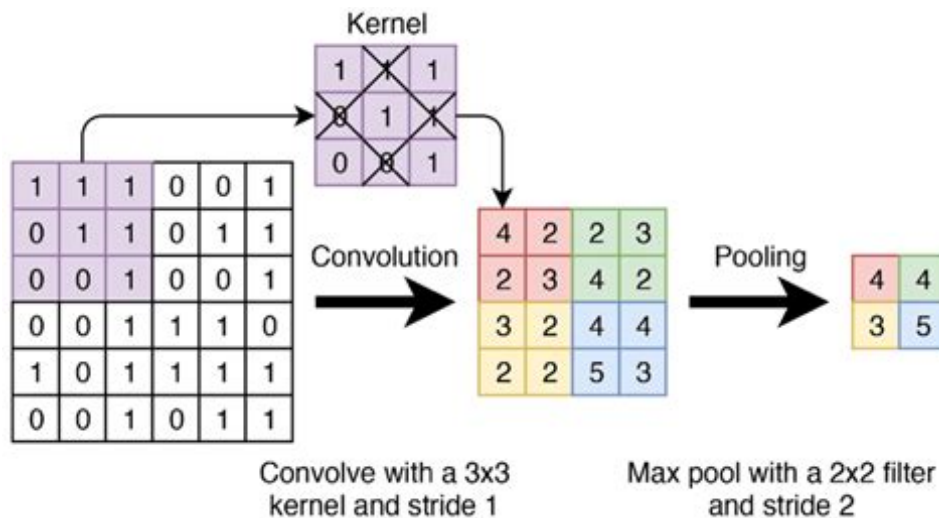 Kernel
1 1 1
0 1 1
0 0 1
1 1 1 0 0 1
0 1 1 0 1 1
0 0 1 0 0 1
0 0 1 1 1 0
1 0 1 1 1 1
0 0 1 0 1 1
Convolution
4 2 2 3
2 3 4 2
3 2 4 4
2 2 5 3
Pooling
4 4
3 5
Convolve with a 3x3
kernel and stride 1
Max pool with a 2x2 filter
and stride 2